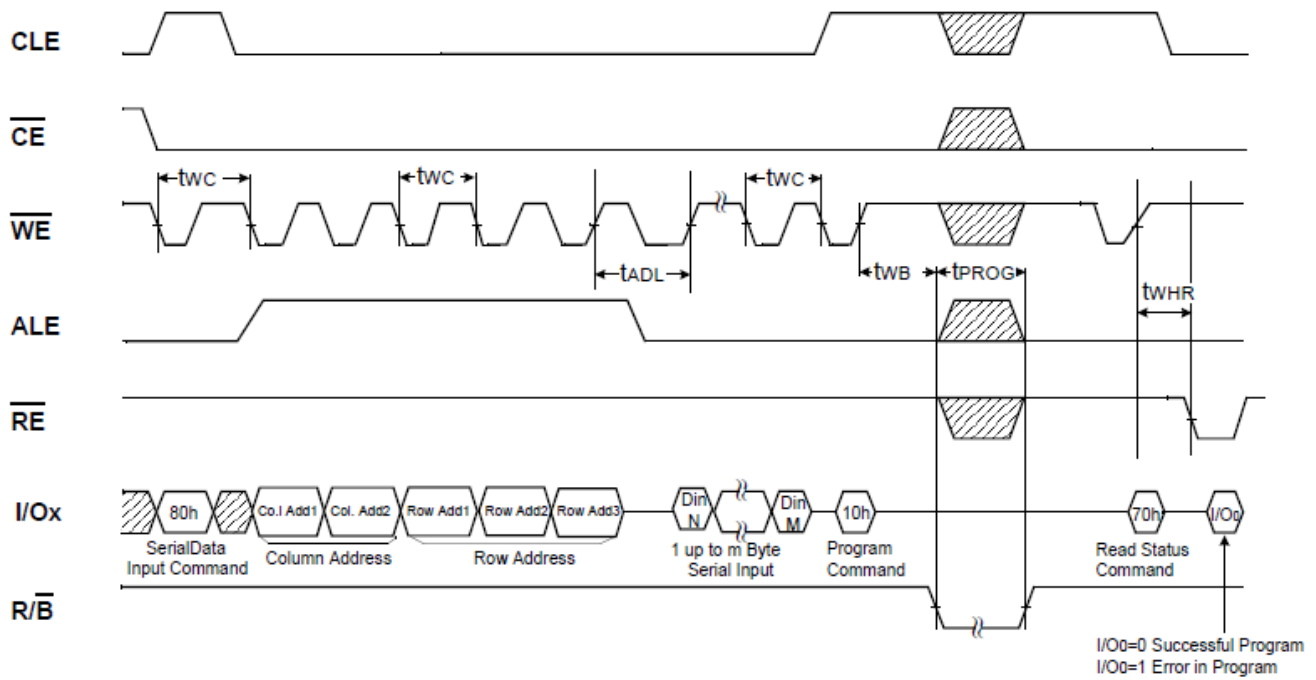 CLE
CE
tWC
tWC
tWC
WE
tADL
tWB
tPROG
tWHR
ALE
RE
I/Ox
80h
Co.l Add1
Col. Add2
Row Add1
Row Add2
Row Add3
Din
N
Din
M
10h
70h
I/O0
SerialData
Input Command
Column Address
Row Address
1 up to m Byte
Serial Input
Program
Command
Read Status
Command
R/B
I/O0=0 Successful Program
I/O0=1 Error in Program